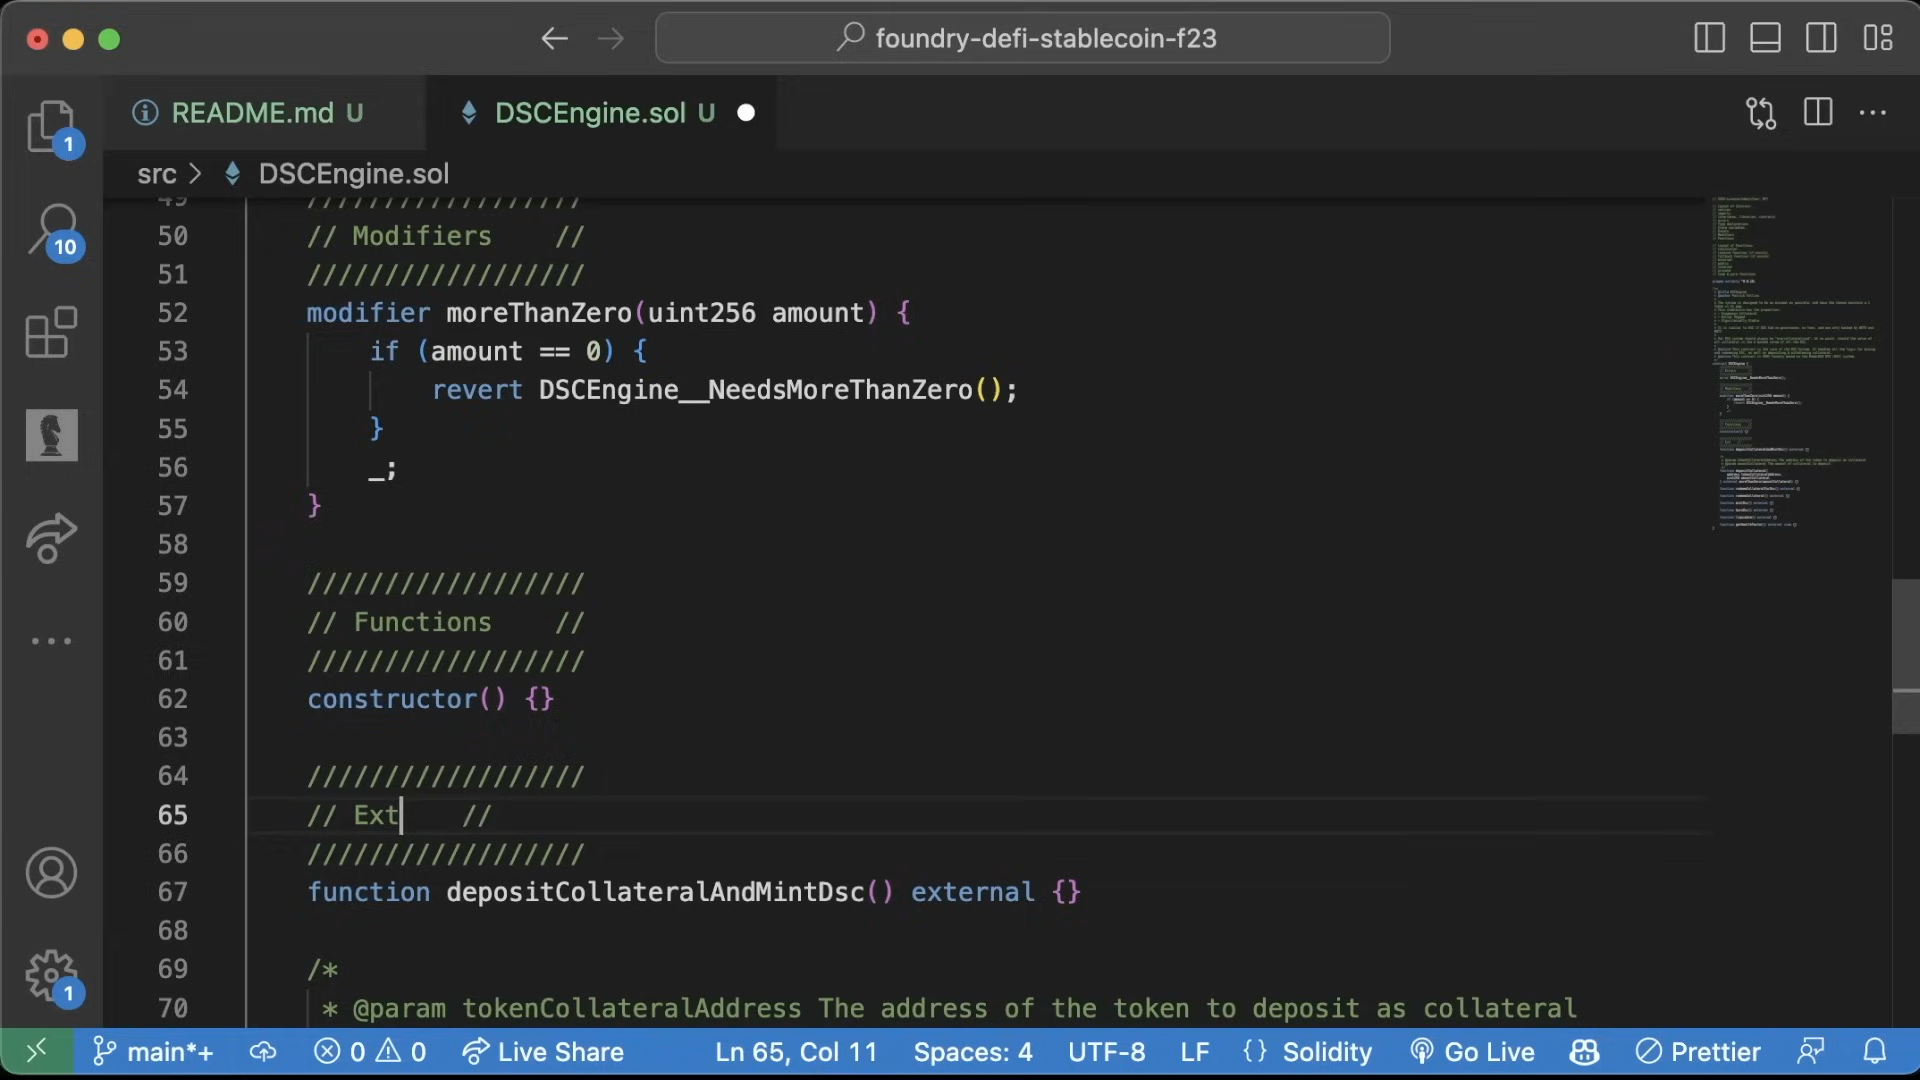 foundry-defi-stablecoin-f23
README.md U
DSCEngine.sol U
1
src > DSCEngine.sol
10
49 //////////////////
50 // Modifiers    //
51 //////////////////
52 modifier moreThanZero(uint256 amount) {
53 if (amount == 0) {
54 revert DSCEngine__NeedsMoreThanZero();
55 }
56 _;
57 }
58
59 //////////////////
60 // Functions    //
61 //////////////////
62 constructor() {}
63
64 //////////////////
65 // Ext    //
66 //////////////////
67 function depositCollateralAndMintDsc() external {}
68
69 /*
70 * @param tokenCollateralAddress The address of the token to deposit as collateral
1
main*+ 0 0 Live Share Ln 65, Col 11 Spaces: 4 UTF-8 LF {} Solidity Go Live Prettier